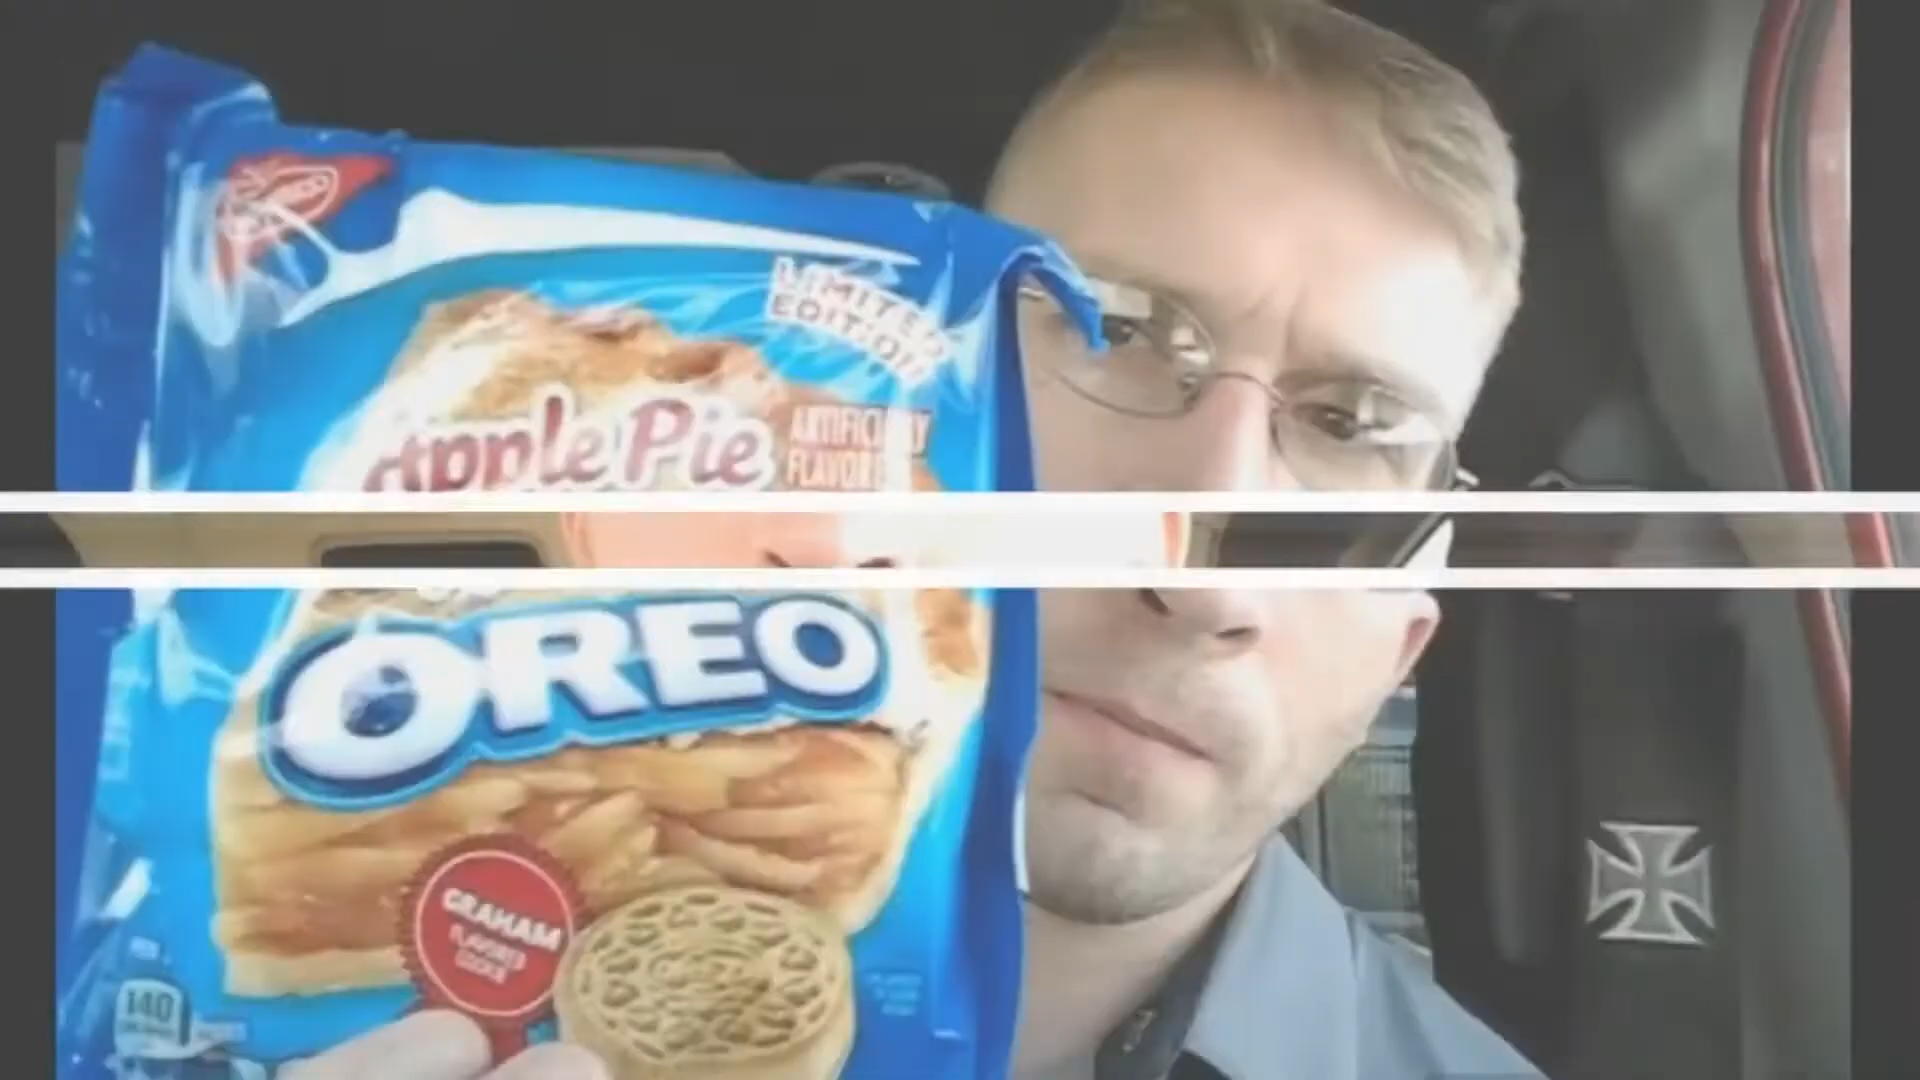 LIMITED
EDITION
Apple Pie
ARTIFICIALLY
FLAVORED
OREO
GRAHAM
FLAVORED
COOKIE
140